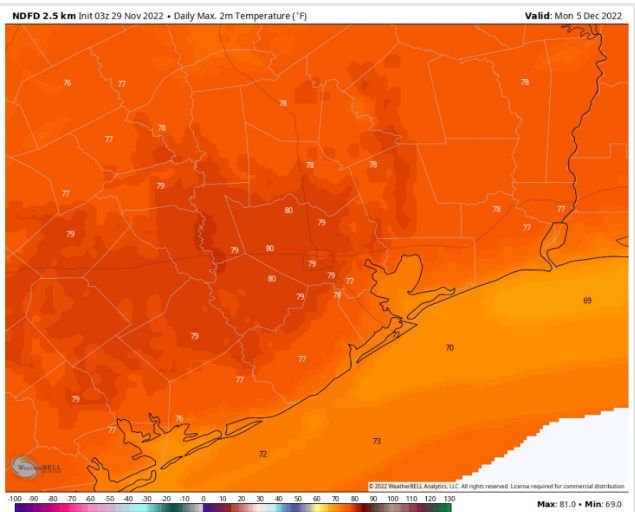 NDFD 2.5 km Init 03z 29 Nov 2022 • Daily Max. 2m Temperature (°F) Valid: Mon 5 Dec 2022
76 77 78
78
77 78
78 78
79
77
80 78 77
79 79 77
79 80
79
80 79 77
79 78
69
79 72
70
77
77
79
76
77
73
72
WeatherBELL
© 2022 WeatherBELL Analytics, LLC. All rights reserved. License required for commercial distribution.
-100 -90 -80 -70 -60 -50 -40 -30 -20 -10 0 10 20 30 40 50 60 70 80 90 100 110 120 130
Max: 81.0 • Min: 69.0